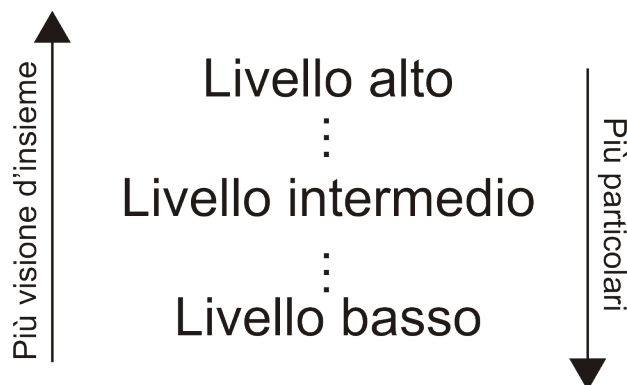 Livello alto
Livello intermedio
Livello basso
Più visione d'insieme
Più particolari